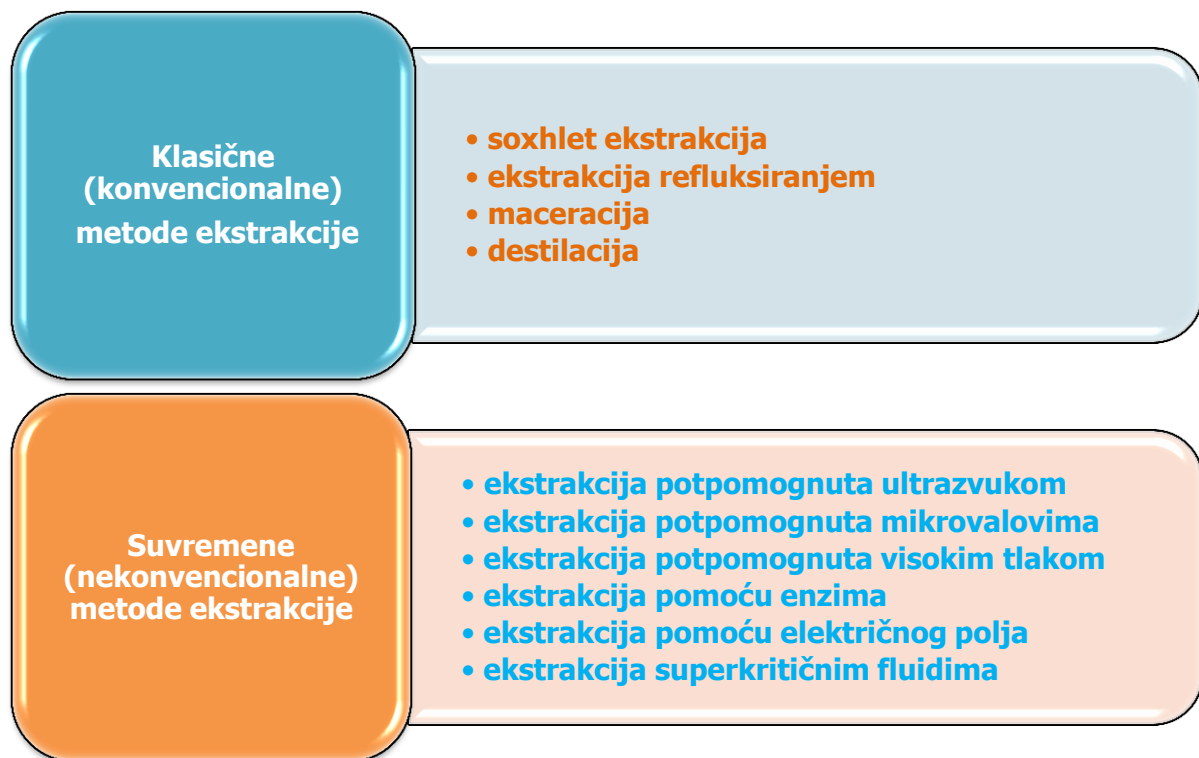 Klasične
(konvencionalne)
metode ekstrakcije
• soxhlet ekstrakcija
• ekstrakcija refluksiranjem
• maceracija
• destilacija
Suvremene
(nekonvencionalne)
metode ekstrakcije
• ekstrakcija potpomognuta ultrazvukom
• ekstrakcija potpomognuta mikrovalovima
• ekstrakcija potpomognuta visokim tlakom
• ekstrakcija pomoću enzima
• ekstrakcija pomoću električnog polja
• ekstrakcija superkritičnim fluidima